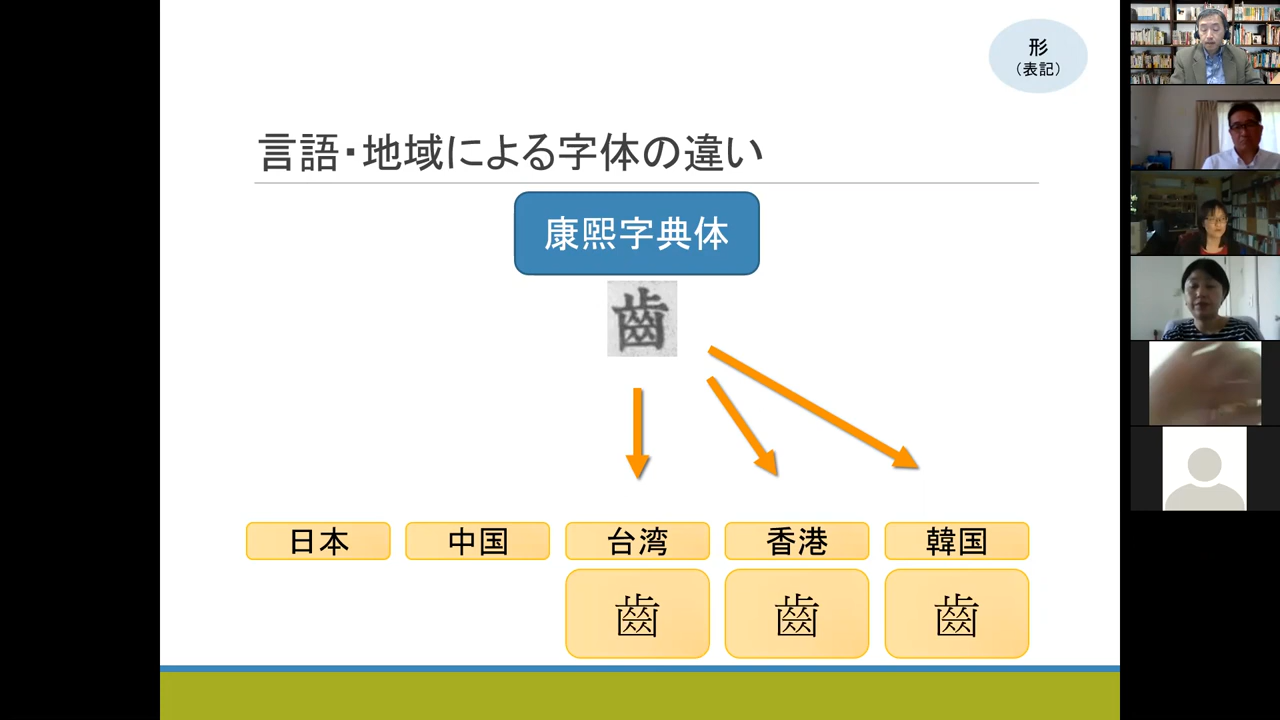 形
（表記）
言語・地域による字体の違い
康熙字典体
齒
日本
中国
台湾
香港
韓国
齒
齒
齒